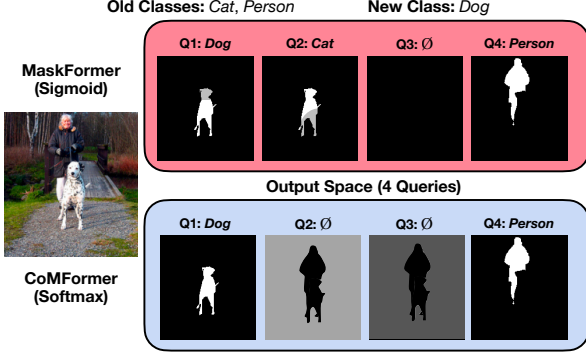 Old Classes: Cat, Person New Class: Dog
Q1: Dog Q2: Cat Q3: Ø Q4: Person
MaskFormer
(Sigmoid)
Output Space (4 Queries)
Q1: Dog Q2: Ø Q3: Ø Q4: Person
CoMFormer
(Softmax)